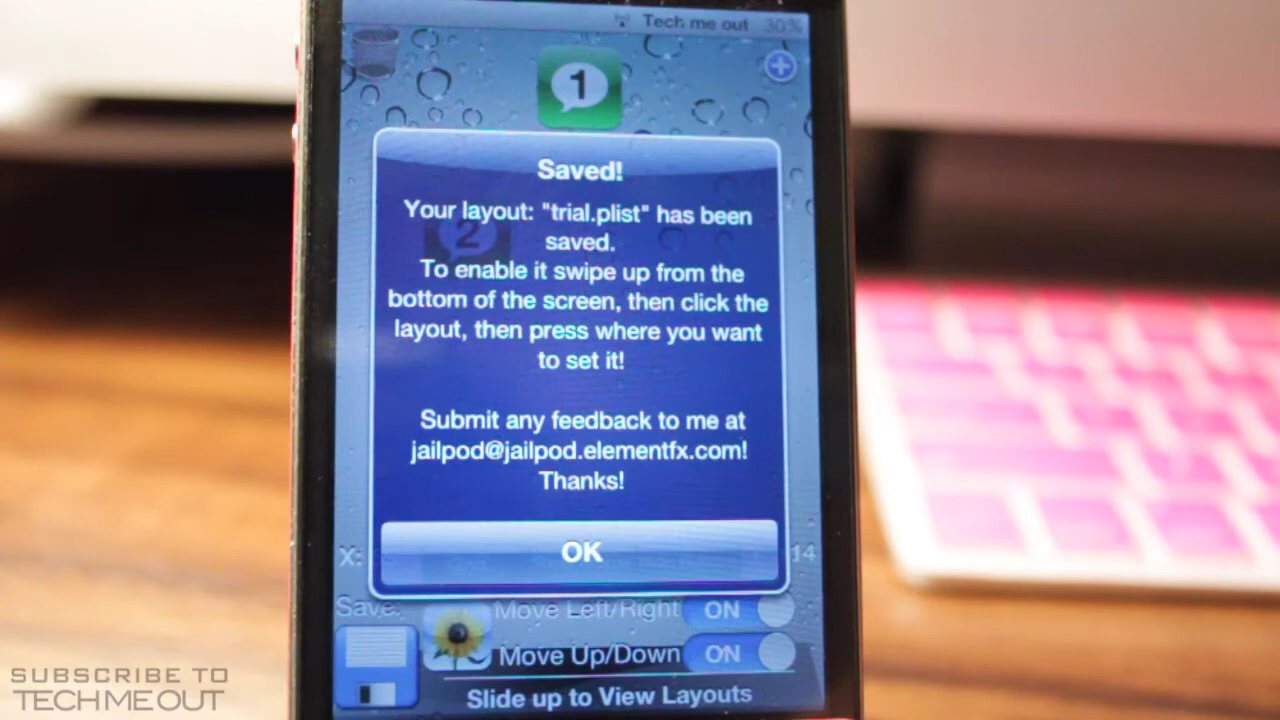 Tech me out 30%
1
Saved!
Your layout: "trial.plist" has been
saved.
2
To enable it swipe up from the
bottom of the screen, then click the
layout, then press where you want
to set it!
Submit any feedback to me at
jailpod@jailpod.elementfx.com!
Thanks!
OK
X: 14
Save:
Move Left/Right ON
Move Up/Down ON
Slide up to View Layouts
SUBSCRIBE TO
TECHMEOUT